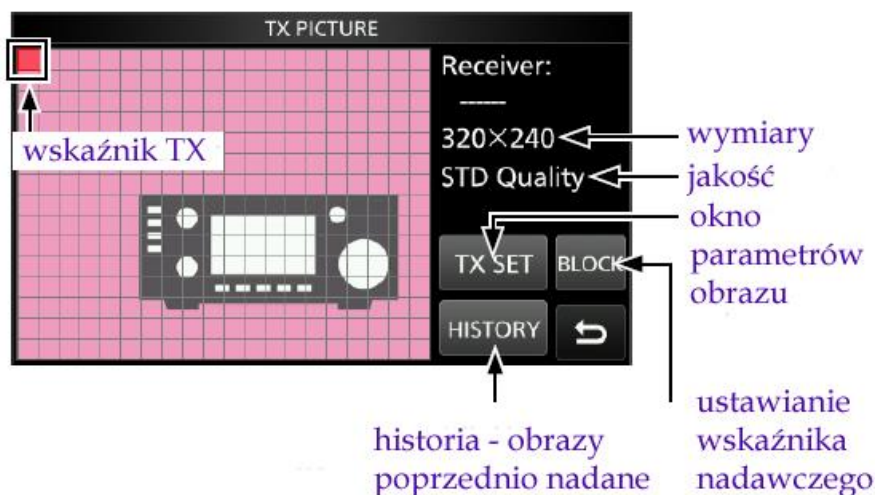 TX PICTURE
wskaźnik TX
Receiver:
------
320×240
STD Quality
TX SET
BLOCK
HISTORY
wymiary
jakość
okno
parametrów
obrazu
historia - obrazy
poprzednio nadane
ustawianie
wskaźnika
nadawczego